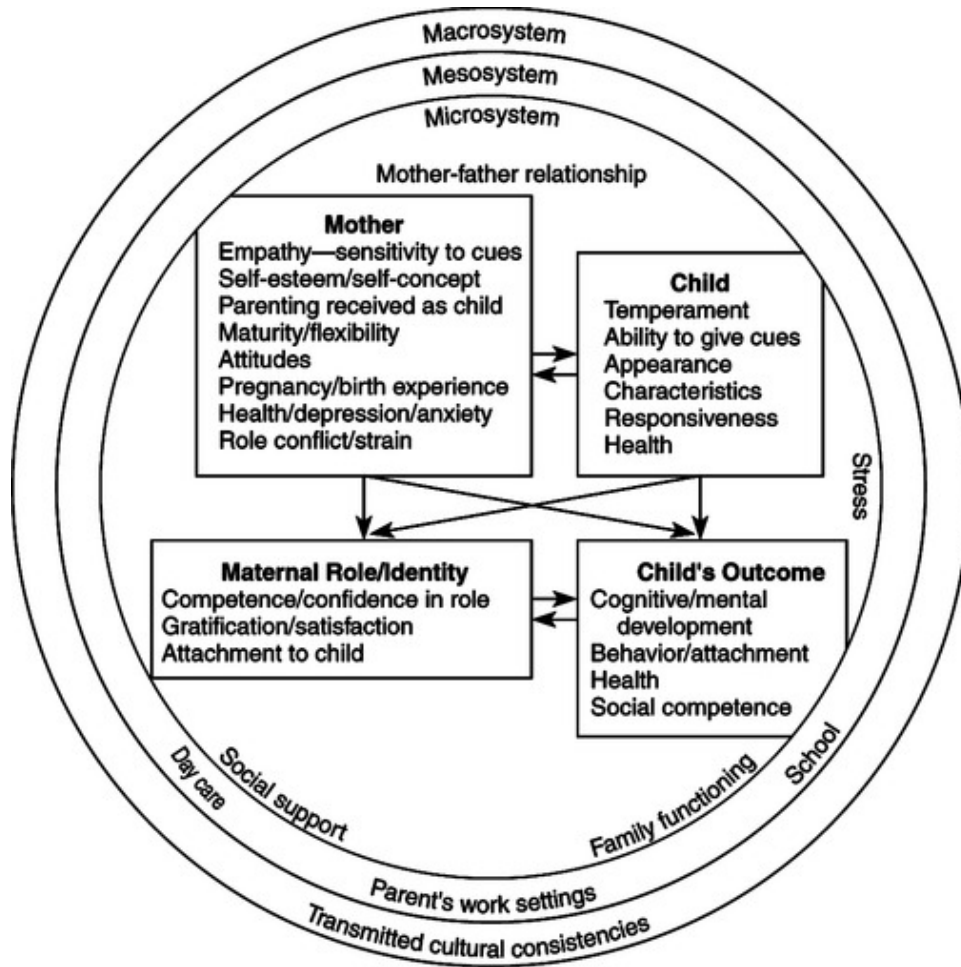 Macrosystem
Mesosystem
Microsystem
Mother-father relationship
Mother
Empathy—sensitivity to cues
Self-esteem/self-concept
Parenting received as child
Maturity/flexibility
Attitudes
Pregnancy/birth experience
Health/depression/anxiety
Role conflict/strain
Child
Temperament
Ability to give cues
Appearance
Characteristics
Responsiveness
Health
Stress
Maternal Role/Identity
Competence/confidence in role
Gratification/satisfaction
Attachment to child
Child's Outcome
Cognitive/mental
development
Behavior/attachment
Health
Social competence
Social support
Family functioning
Day care
School
Parent's work settings
Transmitted cultural consistencies